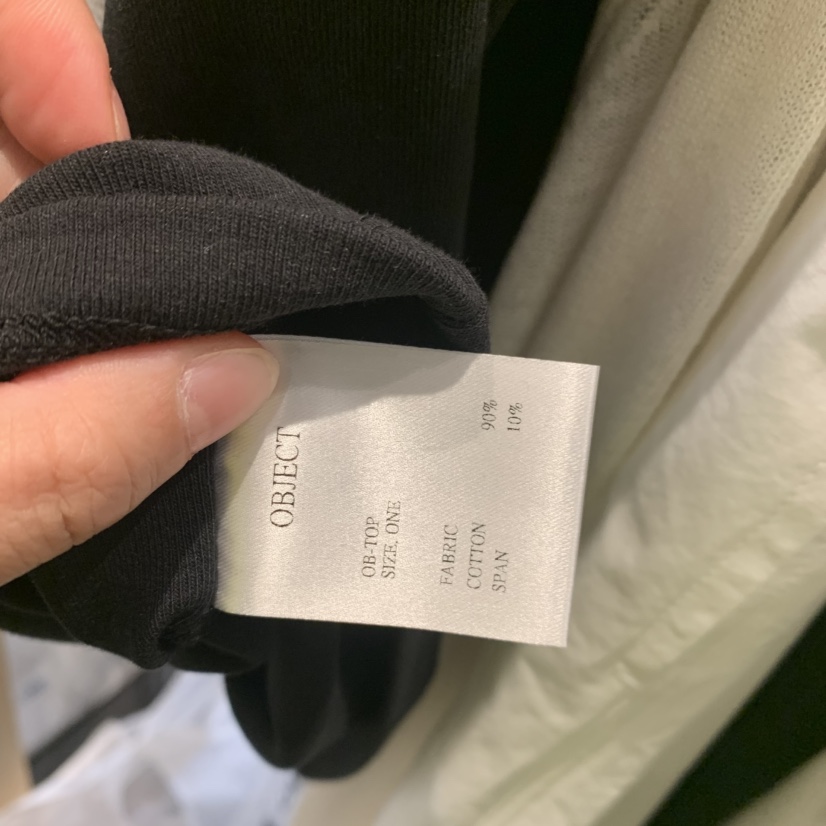 OBJECT
OB-TOP
SIZE. ONE
FABRIC
COTTON 90%
SPAN 10%